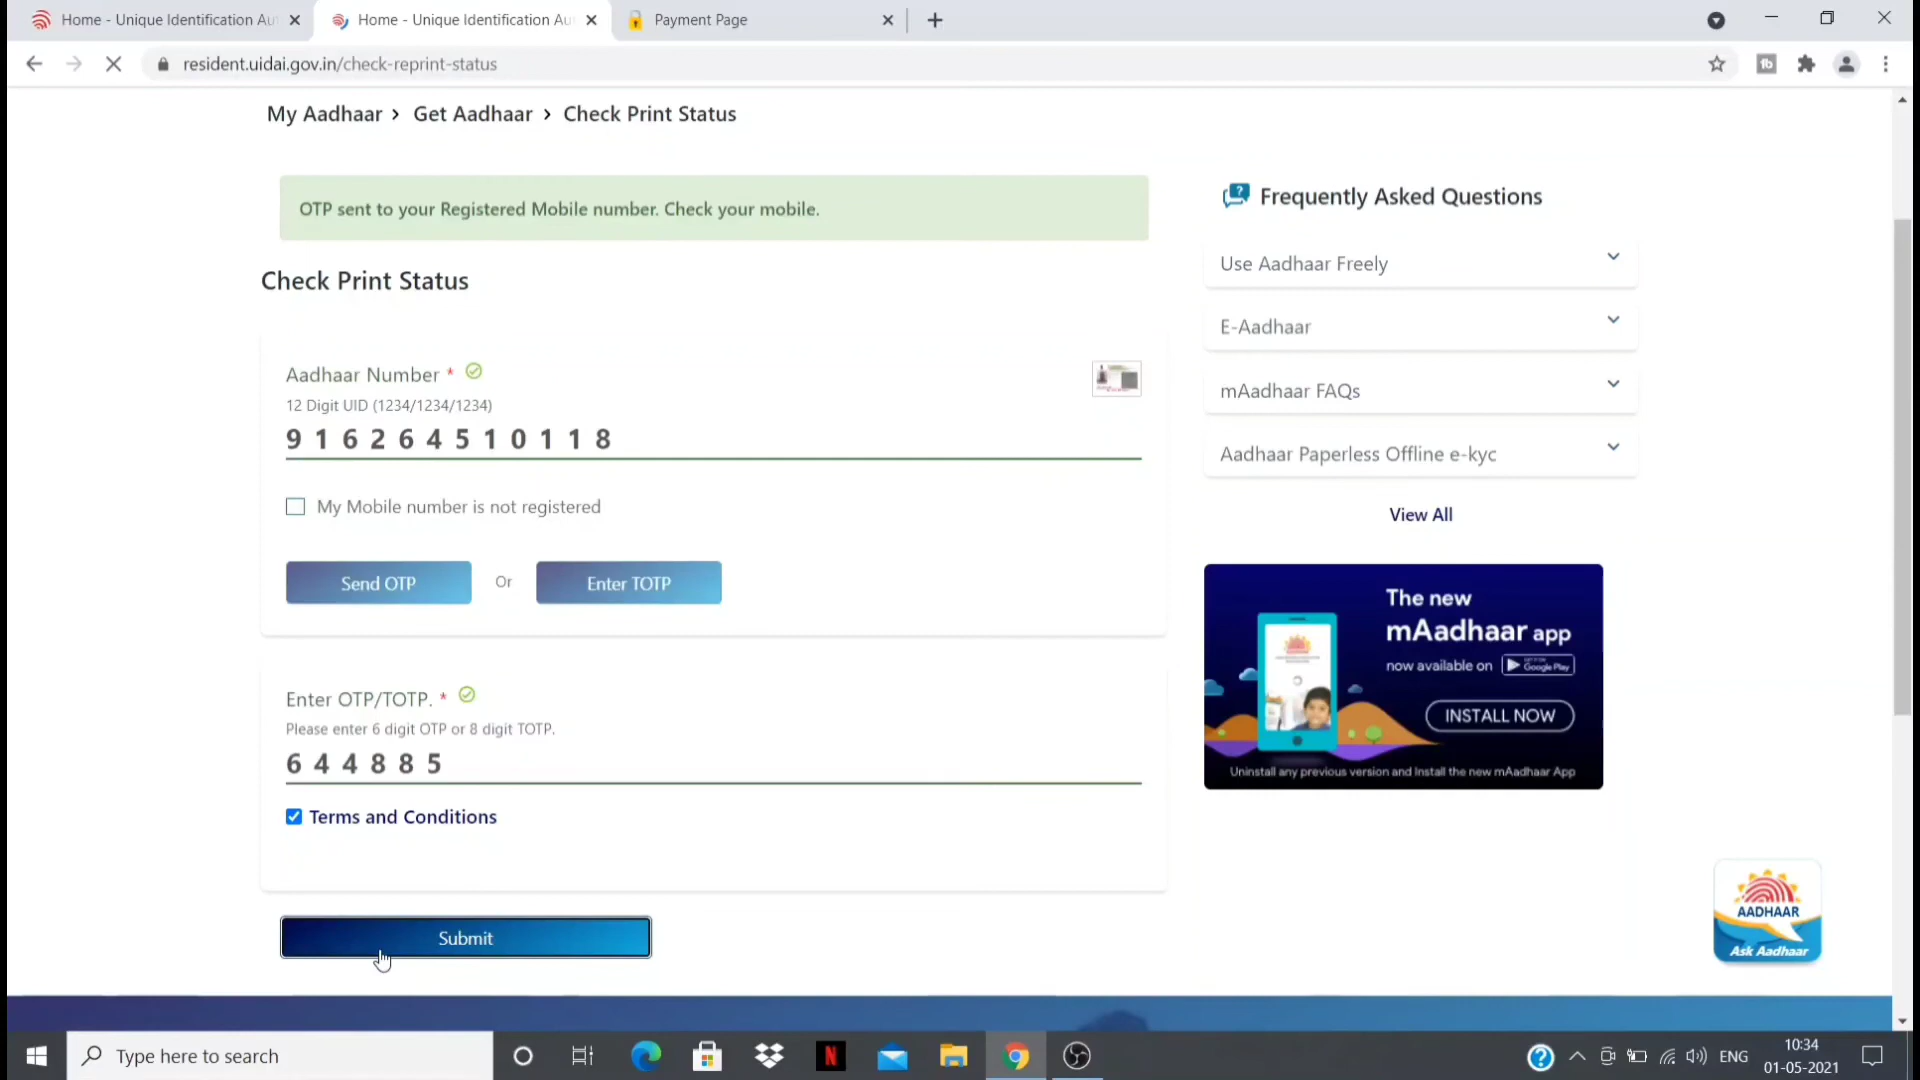 Home - Unique Identification Au
Home - Unique Identification Au
Payment Page
resident.uidai.gov.in/check-reprint-status
My Aadhaar › Get Aadhaar › Check Print Status
OTP sent to your Registered Mobile number. Check your mobile.
Check Print Status
Aadhaar Number *
12 Digit UID (1234/1234/1234)
9 1 6 2 6 4 5 1 0 1 1 8
My Mobile number is not registered
Send OTP
Or
Enter TOTP
Enter OTP/TOTP. *
Please enter 6 digit OTP or 8 digit TOTP.
6 4 4 8 8 5
Terms and Conditions
Submit
Frequently Asked Questions
Use Aadhaar Freely
E-Aadhaar
mAadhaar FAQs
Aadhaar Paperless Offline e-kyc
View All
The new
mAadhaar app
now available on
GET IT ON
Google Play
INSTALL NOW
Uninstall any previous version and Install the new mAadhaar App
AADHAAR
Ask Aadhaar
Type here to search
ENG
10:34
01-05-2021